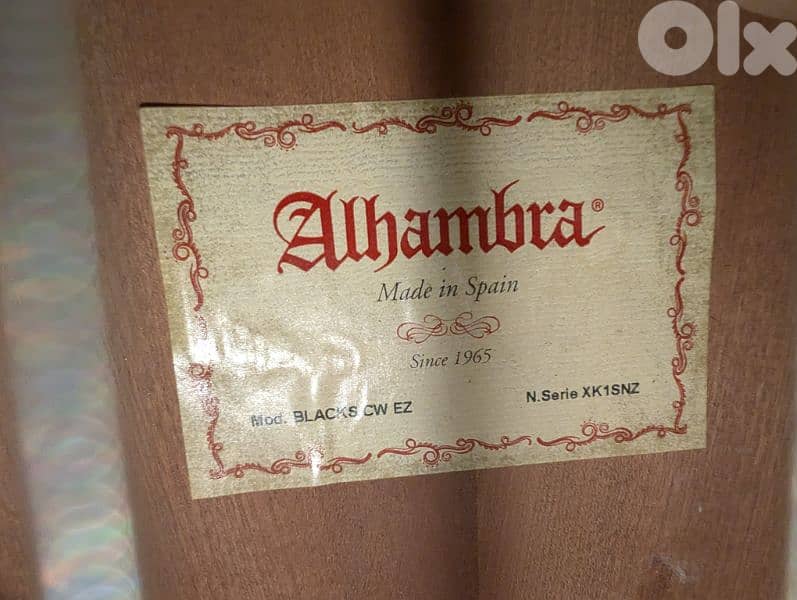 Olx
Alhambra®
Made in Spain
Since 1965
Mod. BLACKS CW EZ
N.Serie XK1SNZ